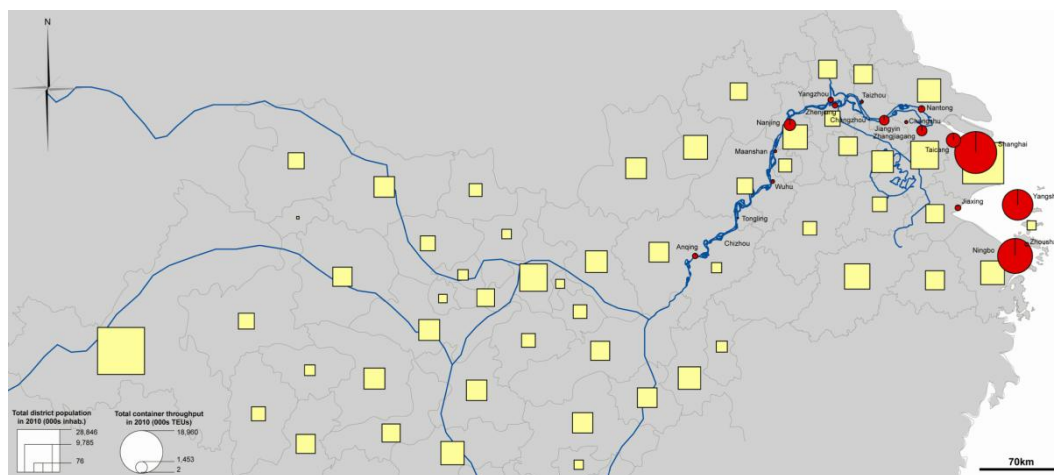 N
Yangzhou
Taizhou
Zhenjiang
Changzhou
Nantong
Nanjing
Changshu
Jiangyin
Zhangjiagang
Maanshan
Taicang
Shanghai
Wuhu
Jiaxing
Yangsh
Tongling
Zhousha
Anqing
Chizhou
Ningbo
Total district population
in 2010 (000s inhab.)
28,846
9,785
76
Total container throughput
in 2010 (000s TEUs)
18,960
1,453
2
70km